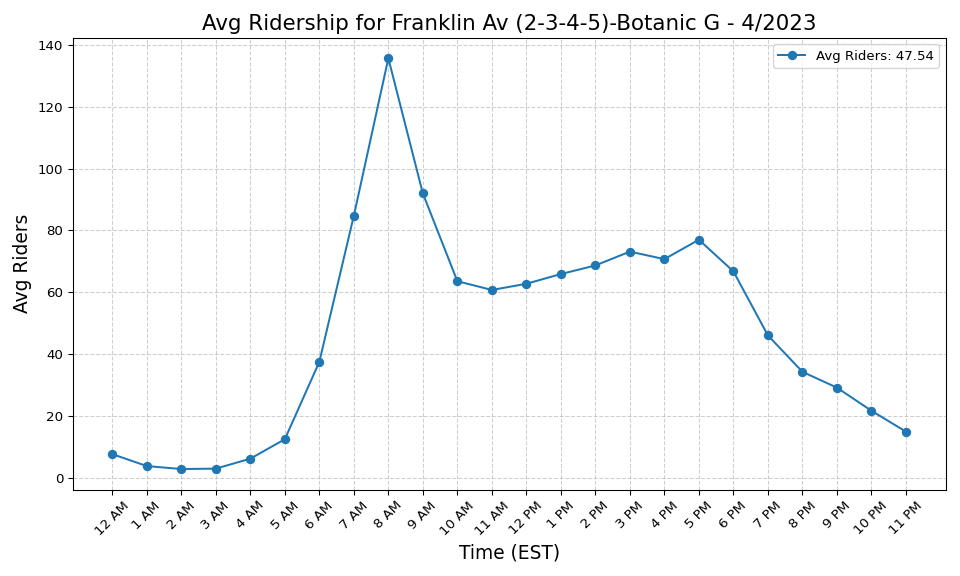 Avg Ridership for Franklin Av (2-3-4-5)-Botanic G - 4/2023
Avg Riders: 47.54
Avg Riders
140
120
100
80
60
40
20
0
12 AM
1 AM
2 AM
3 AM
4 AM
5 AM
6 AM
7 AM
8 AM
9 AM
10 AM
11 AM
12 PM
1 PM
2 PM
3 PM
4 PM
5 PM
6 PM
7 PM
8 PM
9 PM
10 PM
11 PM
Time (EST)